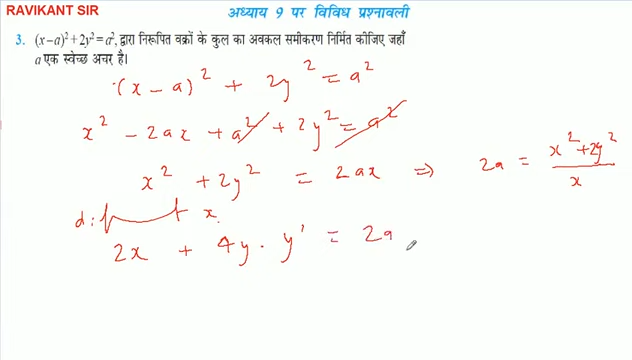 RAVIKANT SIR
अध्याय 9 पर विविध प्रश्नावली
3. (x–a)² + 2y² = a², द्वारा निरूपित वक्रों के कुल का अवकल समीकरण निर्मित कीजिए जहाँ
a एक स्वेच्छ अचर है।
(x – a)² + 2y² = a²
x² – 2ax + a² + 2y² = a²
x² + 2y² = 2ax ⇒ 2a = (x² + 2y²)/x
x.
2x + 4y · y' = 2a